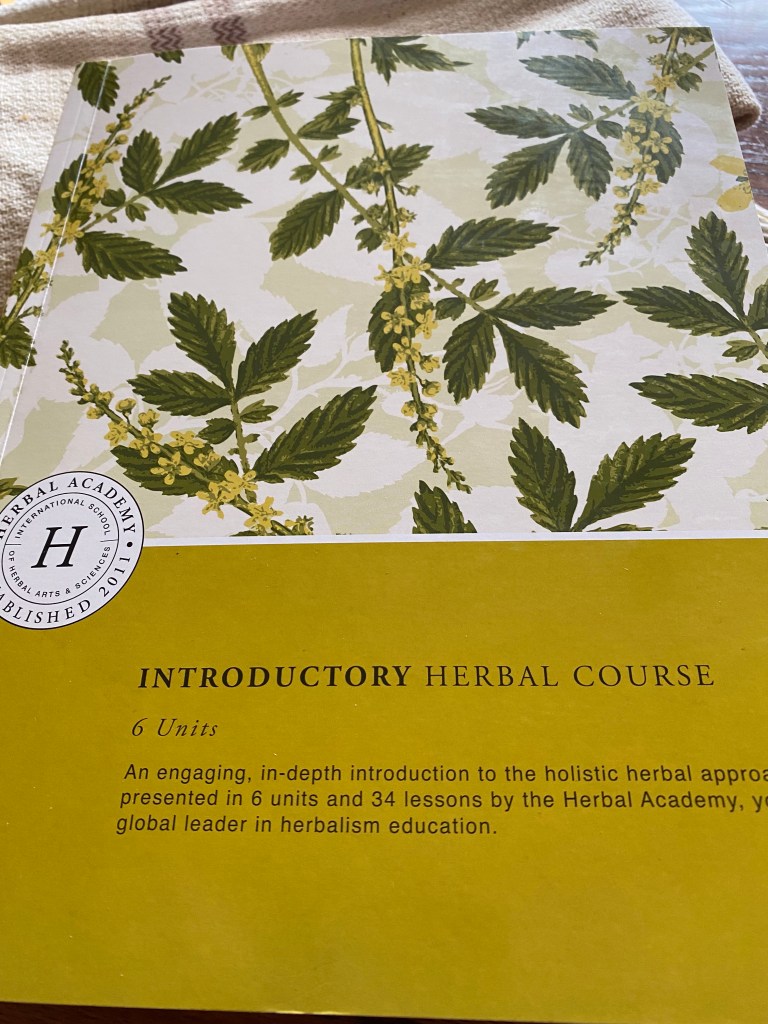 HERBAL ACADEMY
INTERNATIONAL SCHOOL
H
OF HERBAL ARTS & SCIENCES
2011
INTRODUCTORY HERBAL COURSE
6 Units
An engaging, in-depth introduction to the holistic herbal
presented in 6 units and 34 lessons by the Herbal Academy,
global leader in herbalism education.